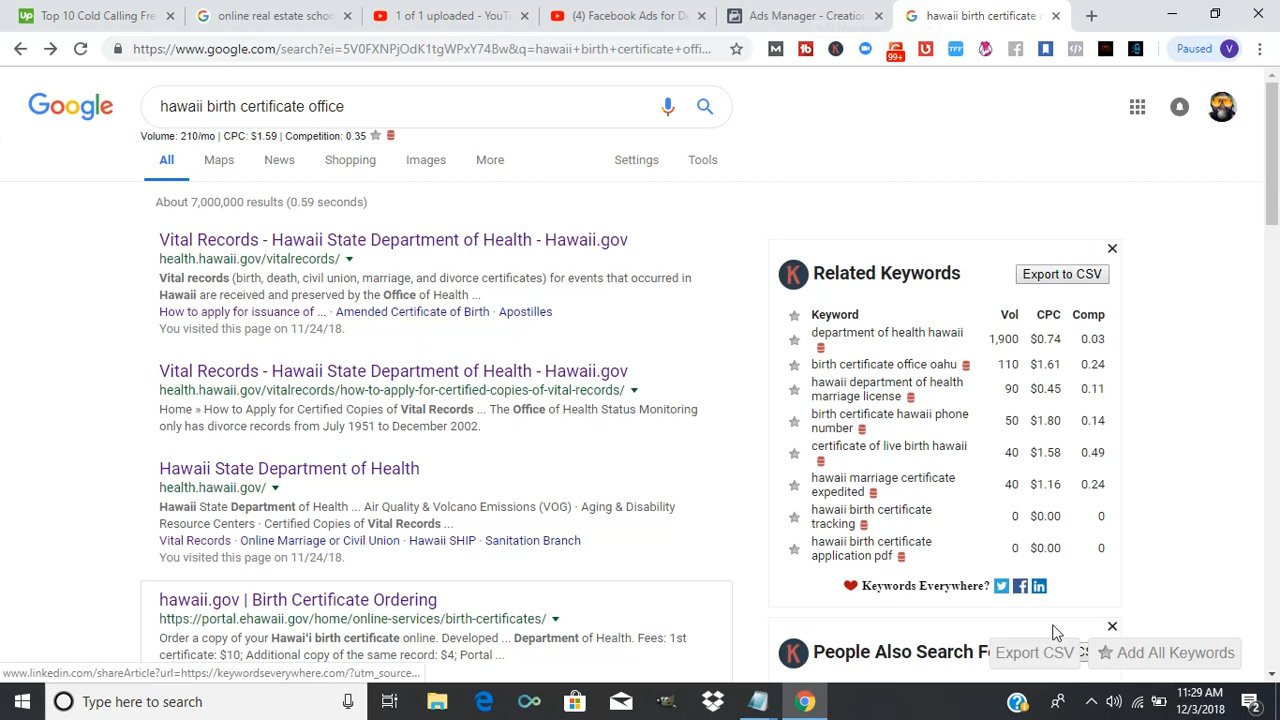 Top 10 Cold Calling Fre
online real estate schoo
1 of 1 uploaded - YouT
(4) Facebook Ads for De
Ads Manager - Creation
hawaii birth certificate o
https://www.google.com/search?ei=5V0FXNPjOdK1tgWPxY74Bw&q=hawaii+birth+certificate+offi...
99+
TFF
Paused
V
Google
hawaii birth certificate office
Volume: 210/mo | CPC: $1.59 | Competition: 0.35
All
Maps
News
Shopping
Images
More
Settings
Tools
About 7,000,000 results (0.59 seconds)
Vital Records - Hawaii State Department of Health - Hawaii.gov
health.hawaii.gov/vitalrecords/
Vital records (birth, death, civil union, marriage, and divorce certificates) for events that occurred in
Hawaii are received and preserved by the Office of Health ...
How to apply for issuance of ... · Amended Certificate of Birth · Apostilles
You visited this page on 11/24/18.
Vital Records - Hawaii State Department of Health - Hawaii.gov
health.hawaii.gov/vitalrecords/how-to-apply-for-certified-copies-of-vital-records/
Home » How to Apply for Certified Copies of Vital Records ... The Office of Health Status Monitoring
only has divorce records from July 1951 to December 2002.
Hawaii State Department of Health
health.hawaii.gov/
Hawaii State Department of Health ... Air Quality & Volcano Emissions (VOG) · Aging & Disability
Resource Centers · Certified Copies of Vital Records ...
Vital Records · Online Marriage or Civil Union · Hawaii SHIP · Sanitation Branch
You visited this page on 11/24/18.
hawaii.gov | Birth Certificate Ordering
https://portal.ehawaii.gov/home/online-services/birth-certificates/
Order a copy of your Hawai'i birth certificate online. Developed ... Department of Health. Fees: 1st
certificate: $10; Additional copy of the same record: $4; Portal ...
K Related Keywords
Export to CSV
Keyword Vol CPC Comp
department of health hawaii 1,900 $0.74 0.03
birth certificate office oahu 110 $1.61 0.24
hawaii department of health
marriage license 90 $0.45 0.11
birth certificate hawaii phone
number 50 $1.80 0.14
certificate of live birth hawaii 40 $1.58 0.49
hawaii marriage certificate
expedited 40 $1.16 0.24
hawaii birth certificate
tracking 0 $0.00 0
hawaii birth certificate
application pdf 0 $0.00 0
Keywords Everywhere?
K People Also Search F
Export CSV
Add All Keywords
www.linkedin.com/shareArticle?url=https://keywordseverywhere.com/?utm_source...
Type here to search
11:29 AM
12/3/2018
2